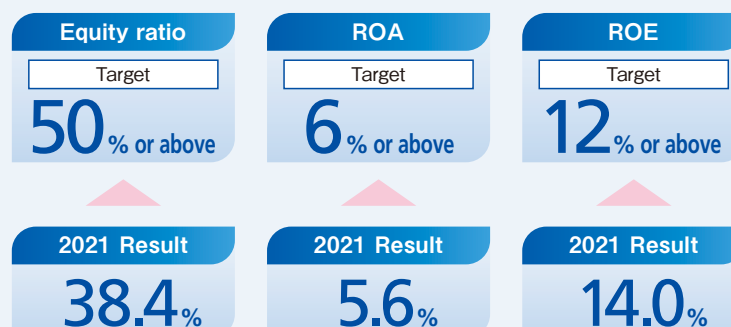 Equity ratio
Target
50% or above
ROA
Target
6% or above
ROE
Target
12% or above
2021 Result
38.4%
2021 Result
5.6%
2021 Result
14.0%